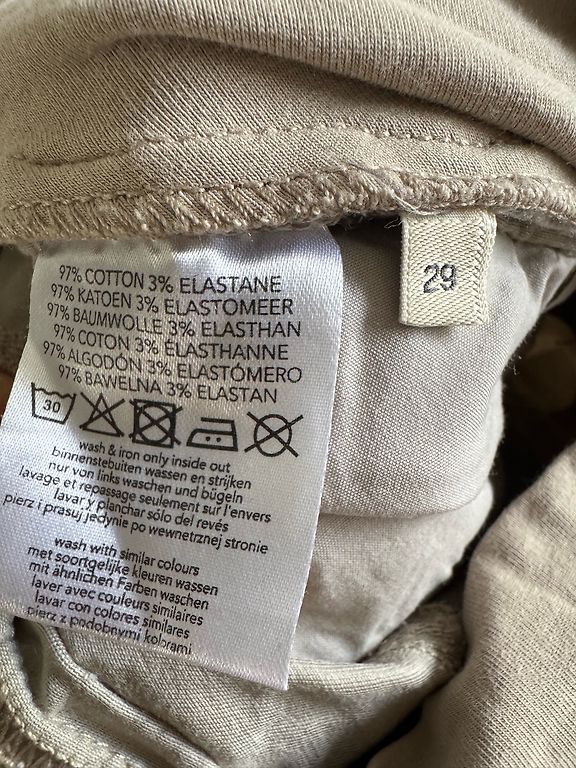 97% COTTON 3% ELASTANE
97% KATOEN 3% ELASTOMEER
97% BAUMWOLLE 3% ELASTHAN
97% COTON 3% ÉLASTHANNE
97% ALGODÓN 3% ELASTÓMERO
97% BAWELNA 3% ELASTAN
30
wash & iron only inside out
binnenstebuiten wassen en strijken
nur von links waschen und bügeln
lavage et repassage seulement sur l'envers
lavar y planchar sólo del revés
pierz i prasuj jedynie po wewnetrznej stronie
wash with similar colours
met soortgelijke kleuren wassen
mit ähnlichen Farben waschen
laver avec couleurs similaires
lavar con colores similares
pierz z podobnymi kolorami
29